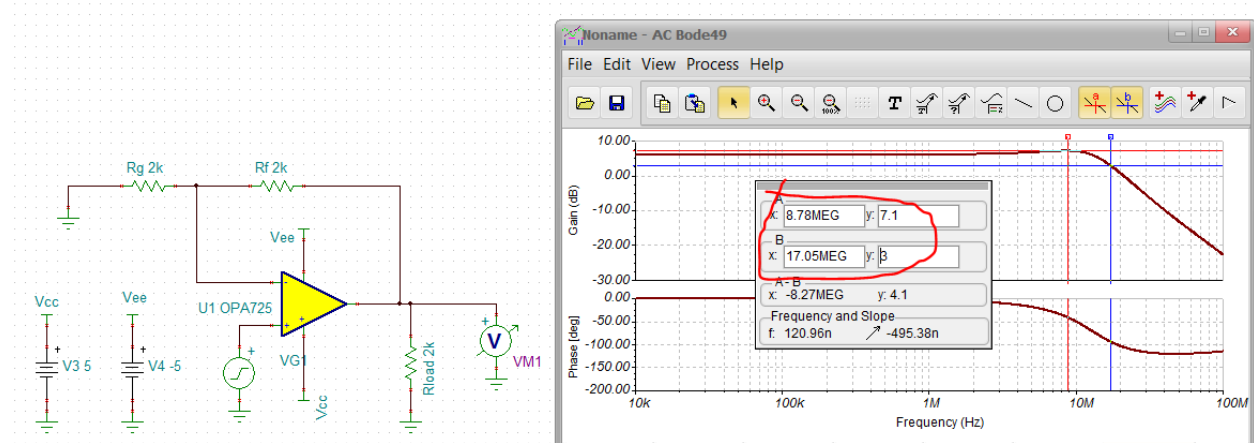 Rg 2k
Rf 2k
Vee
-
+
+
U1 OPA725
Vcc
Vee
+
V3 5
+
V4 -5
+
VG1
Vcc
Rload 2k
+
V
VM1
Noname - AC Bode49
File Edit View Process Help
100%
T
a
b
10.00
0.00
-10.00
-20.00
-30.00
Gain (dB)
A
x: 8.78MEG y: 7.1
B
x: 17.05MEG y: 3
A - B
x: -8.27MEG y: 4.1
Frequency and Slope
f: 120.96n -495.38n
0.00
-50.00
-100.00
-150.00
-200.00
Phase [deg]
10k 100k 1M 10M 100M
Frequency (Hz)